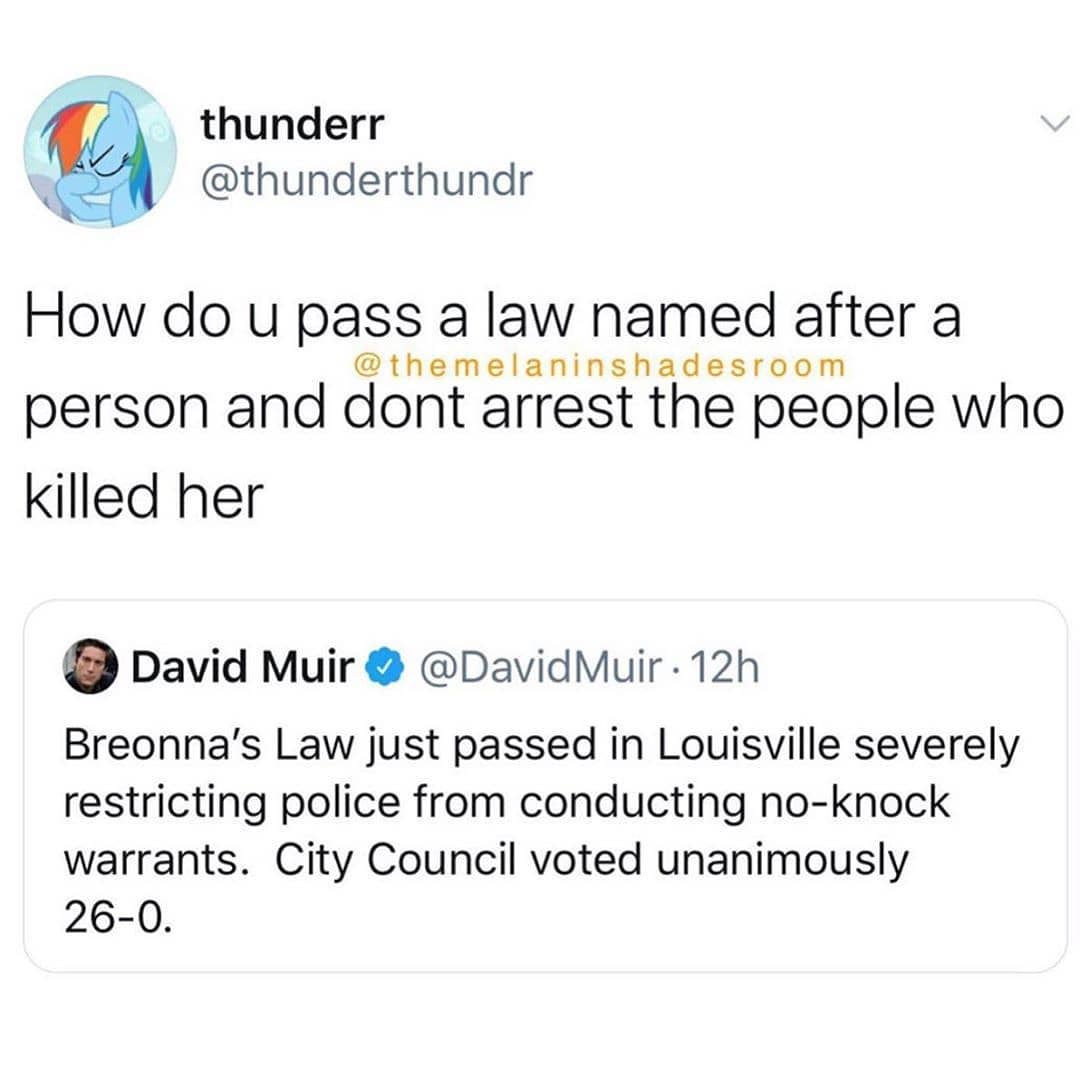 thunderr
@thunderthundr
How do u pass a law named after a
@themelaninshadesroom
person and dont arrest the people who
killed her
David Muir @DavidMuir · 12h
Breonna’s Law just passed in Louisville severely
restricting police from conducting no-knock
warrants.  City Council voted unanimously
26-0.